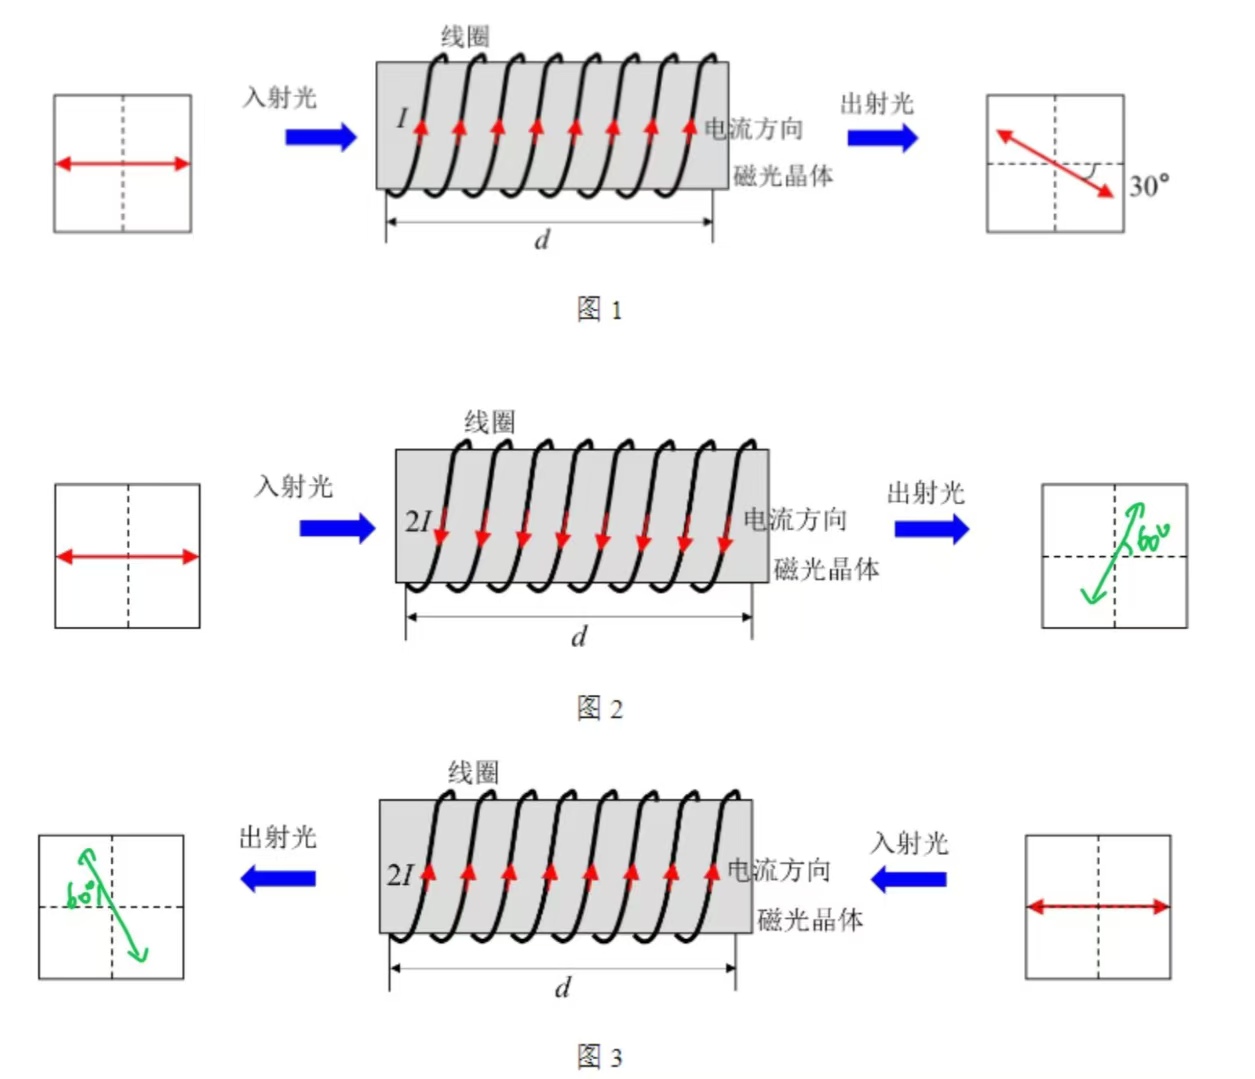 线圈
入射光
I
电流方向
磁光晶体
出射光
30°
d
图 1
线圈
入射光
2I
电流方向
磁光晶体
出射光
60°
d
图 2
线圈
出射光
60°
2I
电流方向
磁光晶体
入射光
d
图 3